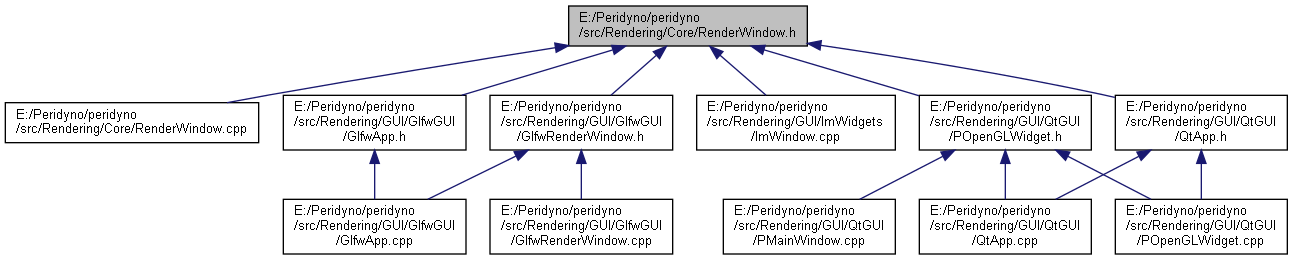 E:/Peridyno/peridyno
/src/Rendering/Core/RenderWindow.h
E:/Peridyno/peridyno
/src/Rendering/Core/RenderWindow.cpp
E:/Peridyno/peridyno
/src/Rendering/GUI/GlfwGUI
/GlfwApp.h
E:/Peridyno/peridyno
/src/Rendering/GUI/GlfwGUI
/GlfwRenderWindow.h
E:/Peridyno/peridyno
/src/Rendering/GUI/ImWidgets
/ImWindow.cpp
E:/Peridyno/peridyno
/src/Rendering/GUI/QtGUI
/POpenGLWidget.h
E:/Peridyno/peridyno
/src/Rendering/GUI/QtGUI
/QtApp.h
E:/Peridyno/peridyno
/src/Rendering/GUI/GlfwGUI
/GlfwApp.cpp
E:/Peridyno/peridyno
/src/Rendering/GUI/GlfwGUI
/GlfwRenderWindow.cpp
E:/Peridyno/peridyno
/src/Rendering/GUI/QtGUI
/PMainWindow.cpp
E:/Peridyno/peridyno
/src/Rendering/GUI/QtGUI
/QtApp.cpp
E:/Peridyno/peridyno
/src/Rendering/GUI/QtGUI
/POpenGLWidget.cpp